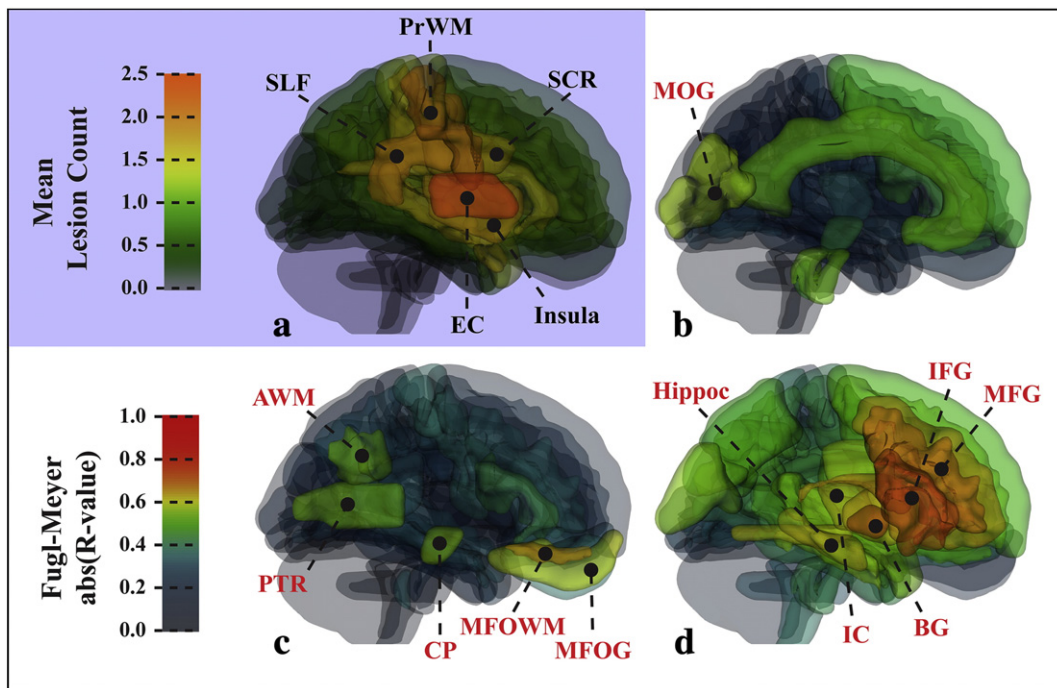 PrWM
SLF
SCR
2.5
2.0
1.5
1.0
0.5
0.0
Mean
Lesion Count
a
EC
Insula
MOG
b
AWM
1.0
0.8
0.6
0.4
0.2
0.0
Fugl-Meyer
abs(R-value)
PTR
c
CP
MFOWM
MFOG
Hippoc
IFG
MFG
d
IC
BG